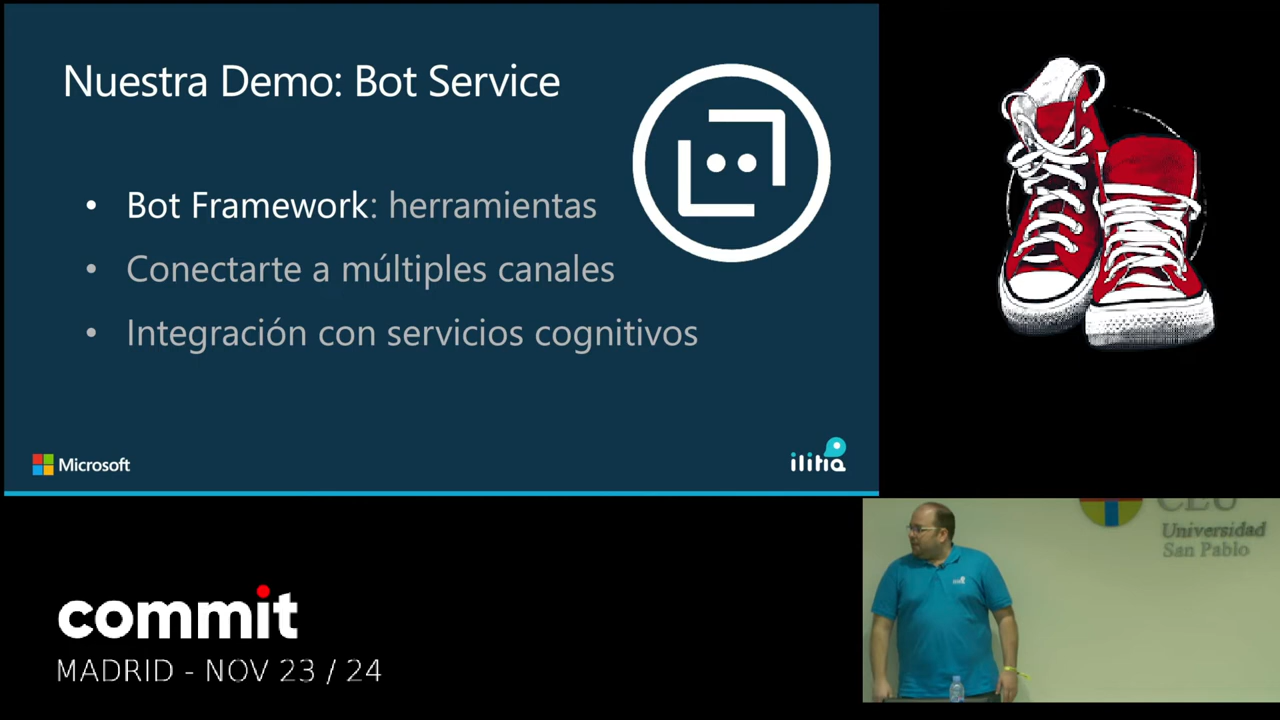 Nuestra Demo: Bot Service
• Bot Framework: herramientas
• Conectarte a múltiples canales
• Integración con servicios cognitivos
Microsoft
ilitia
commit
MADRID - NOV 23 / 24
CEU
Universidad
San Pablo